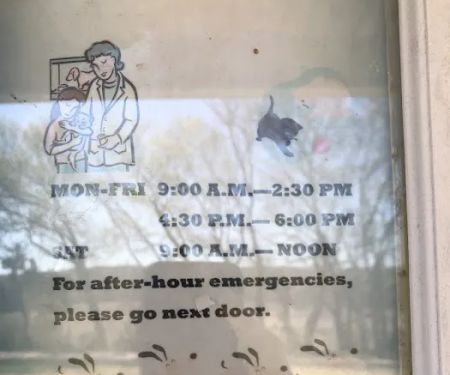 MON-FRI 9:00 A.M.—2:30 PM
4:30 P.M.— 6:00 PM
SAT 9:00 A.M.—NOON
For after-hour emergencies,
please go next door.